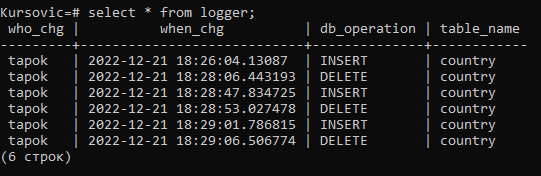 Kursovic=# select * from logger;
who_chg | when_chg | db_operation | table_name
---------+----------------------------+--------------+------------
tapok | 2022-12-21 18:26:04.13087 | INSERT | country
tapok | 2022-12-21 18:28:06.443193 | DELETE | country
tapok | 2022-12-21 18:28:47.834725 | INSERT | country
tapok | 2022-12-21 18:28:53.027478 | DELETE | country
tapok | 2022-12-21 18:29:01.786815 | INSERT | country
tapok | 2022-12-21 18:29:06.506774 | DELETE | country
(6 строк)